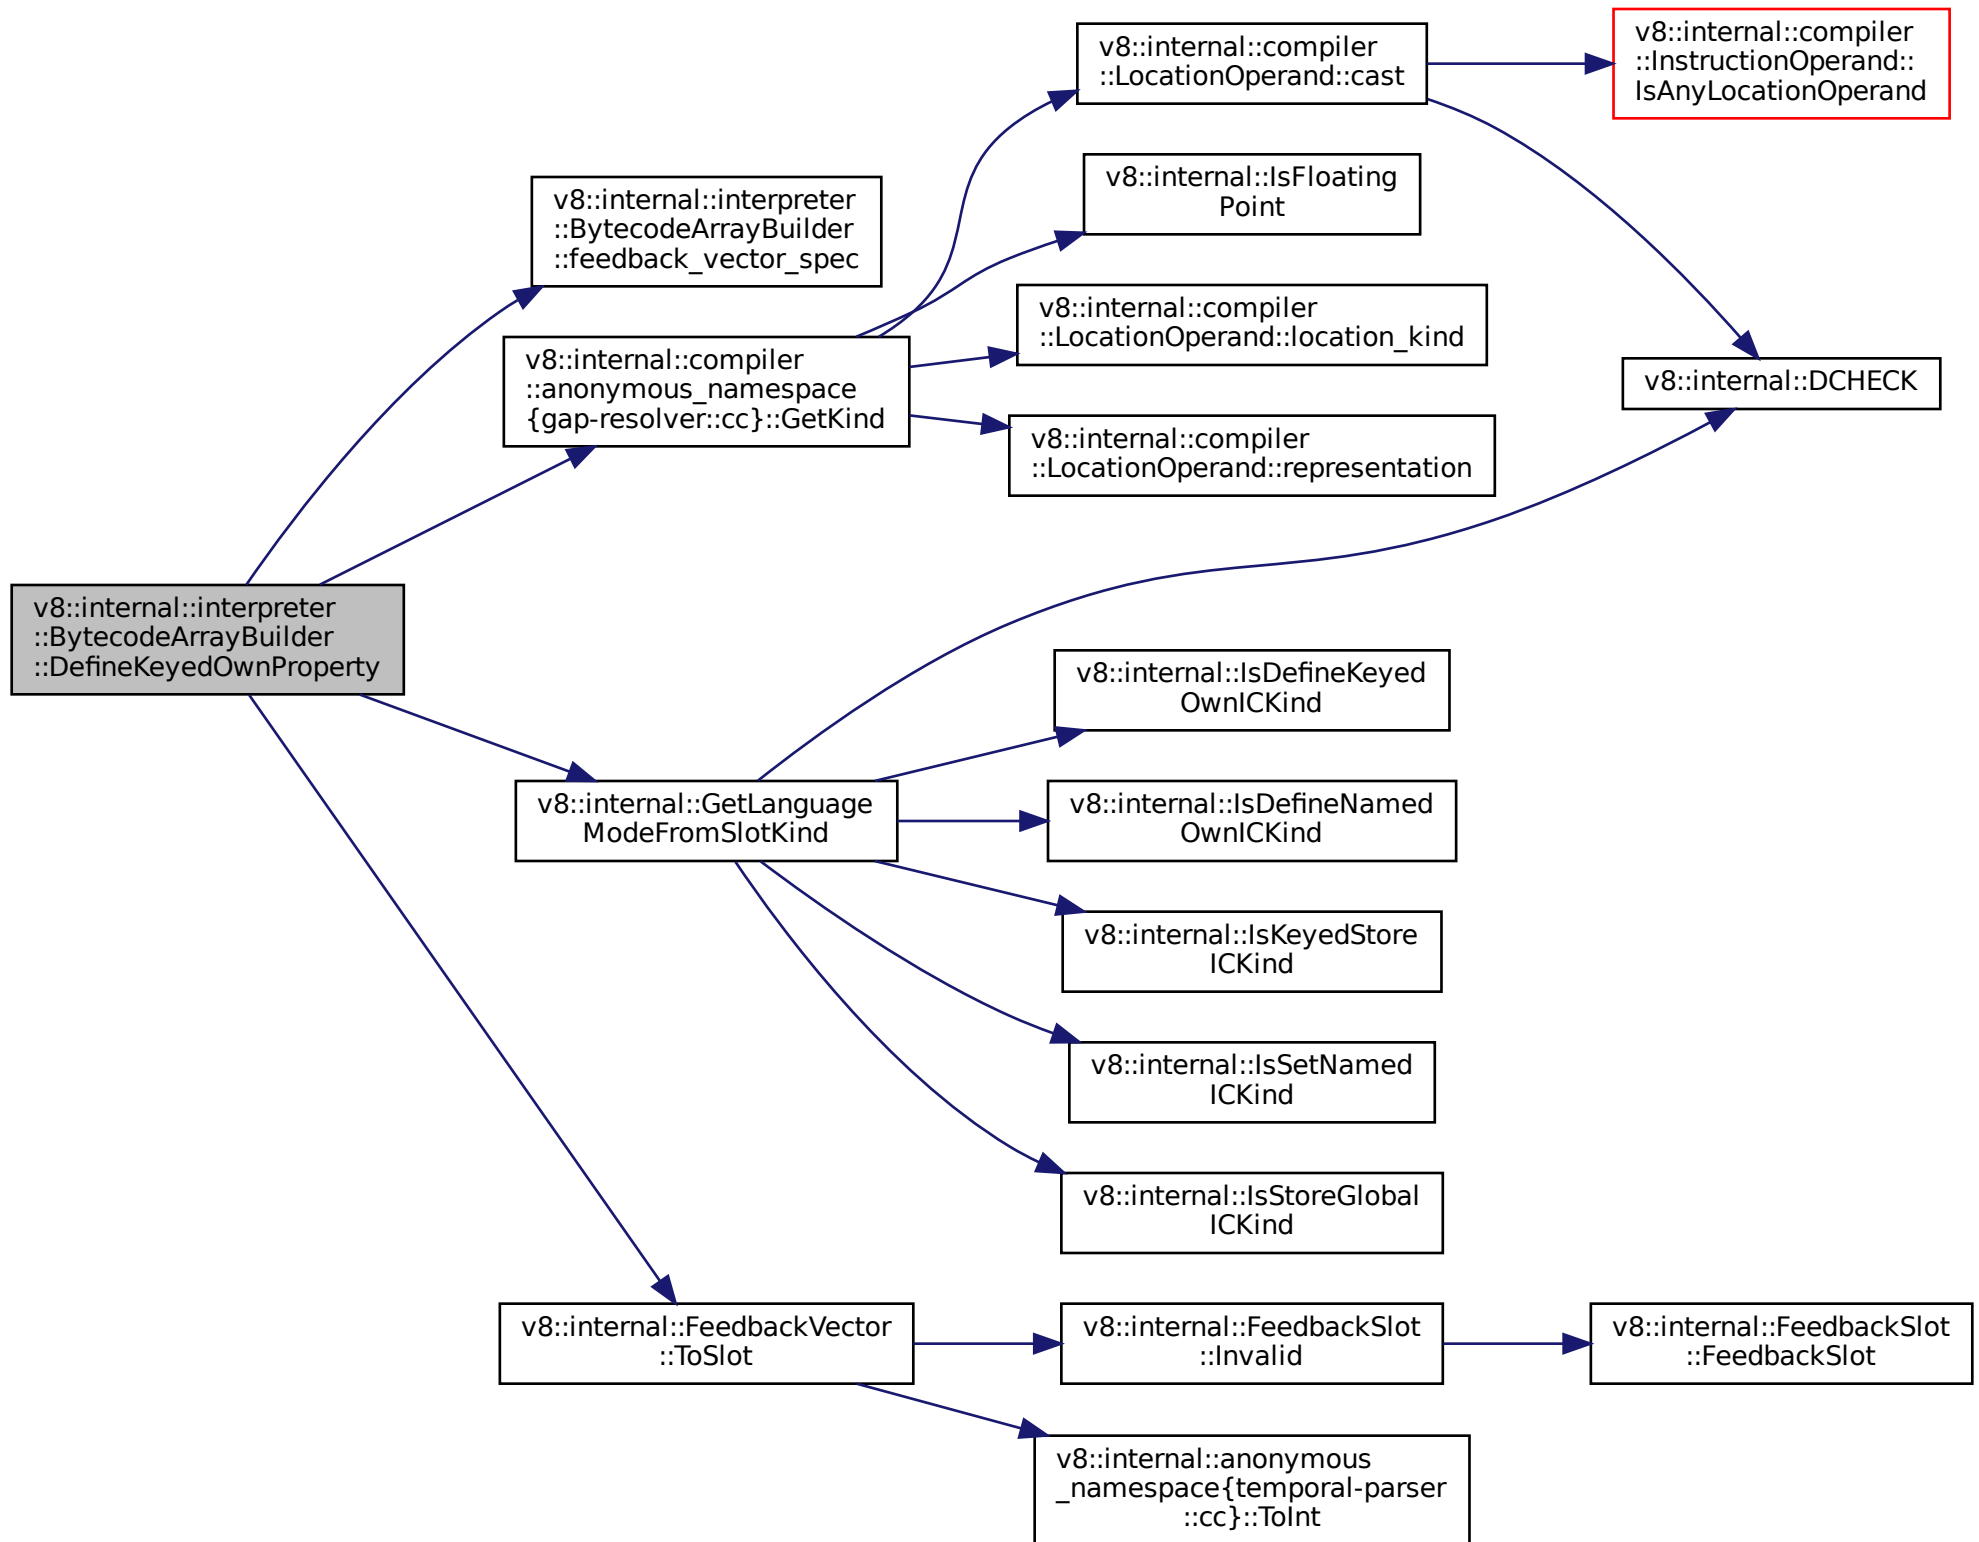 v8::internal::compiler
::LocationOperand::cast
v8::internal::compiler
::InstructionOperand::
IsAnyLocationOperand
v8::internal::IsFloating
Point
v8::internal::interpreter
::BytecodeArrayBuilder
::feedback_vector_spec
v8::internal::compiler
::LocationOperand::location_kind
v8::internal::compiler
::anonymous_namespace
{gap-resolver::cc}::GetKind
v8::internal::DCHECK
v8::internal::compiler
::LocationOperand::representation
v8::internal::interpreter
::BytecodeArrayBuilder
::DefineKeyedOwnProperty
v8::internal::IsDefineKeyed
OwnICKind
v8::internal::GetLanguage
ModeFromSlotKind
v8::internal::IsDefineNamed
OwnICKind
v8::internal::IsKeyedStore
ICKind
v8::internal::IsSetNamed
ICKind
v8::internal::IsStoreGlobal
ICKind
v8::internal::FeedbackVector
::ToSlot
v8::internal::FeedbackSlot
::Invalid
v8::internal::FeedbackSlot
::FeedbackSlot
v8::internal::anonymous
_namespace{temporal-parser
::cc}::ToInt